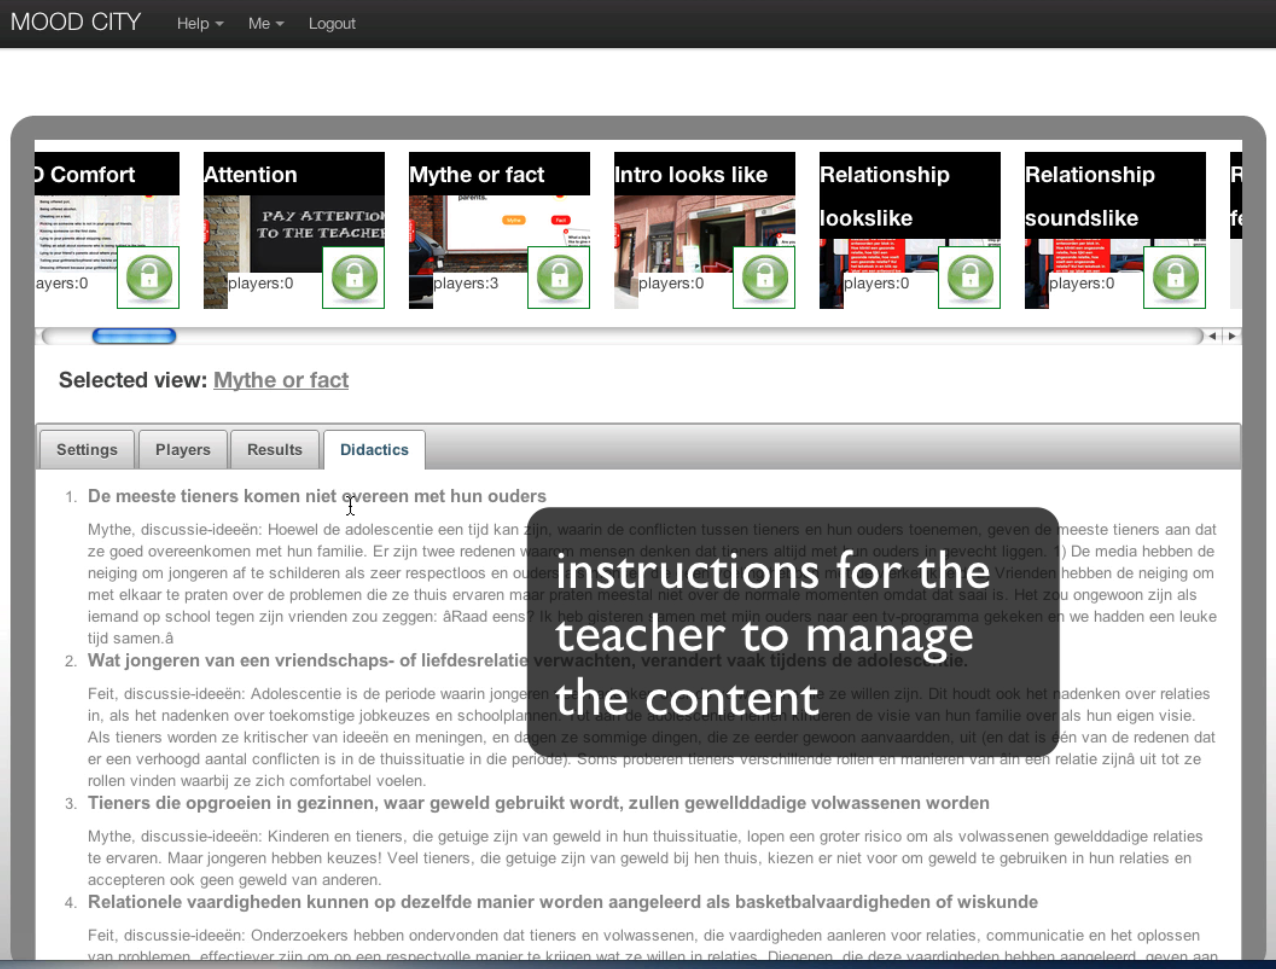 MOOD CITY Help Me Logout
D Comfort Attention Mythe or fact Intro looks like Relationship Relationship R
lookslike soundslike fe
parents.
Mythe Fact
PAY ATTENTION
TO THE TEACHER
ayers:0 players:0 players:3 players:0 players:0 players:0
Selected view: Mythe or fact
Settings Players Results Didactics
1. De meeste tieners komen niet overeen met hun ouders
Mythe, discussie-ideeën: Hoewel de adolescentie een tijd kan zijn, waarin de conflicten tussen tieners en hun ouders toenemen, geven de meeste tieners aan dat
ze goed overeenkomen met hun familie. Er zijn twee redenen waarom mensen denken dat tieners altijd met hun ouders in gevecht liggen. 1) De media hebben de
neiging om jongeren af te schilderen als zeer respectloos en Vrienden hebben de neiging om
met elkaar te praten over de problemen die ze thuis ervaren maar praten meestal niet over de normale momenten omdat dat saai is. Het zou ongewoon zijn als
iemand op school tegen zijn vrienden zou zeggen: âRaad eens? Ik heb gisteren samen met mijn ouders naar een tv-programma gekeken en we hadden een leuke
tijd samen.â
2. Wat jongeren van een vriendschaps- of liefdesrelatie verwachten, verandert vaak tijdens de adolescentie.
Feit, discussie-ideeën: Adolescentie is de periode waarin jongeren ze willen zijn. Dit houdt ook het nadenken over relaties
in, als het nadenken over toekomstige jobkeuzes en schoolplannen. Tot aan de adolescentie nemen kinderen de visie van hun familie over als hun eigen visie.
Als tieners worden ze kritischer van ideeën en meningen, en dagen ze sommige dingen, die ze eerder gewoon aanvaardden, uit (en dat is één van de redenen dat
er een verhoogd aantal conflicten is in de thuissituatie in die periode). Soms proberen tieners verschillende rollen en manieren van âin een relatie zijnâ uit tot ze
rollen vinden waarbij ze zich comfortabel voelen.
instructions for the
teacher to manage
the content
3. Tieners die opgroeien in gezinnen, waar geweld gebruikt wordt, zullen gewellddadige volwassenen worden
Mythe, discussie-ideeën: Kinderen en tieners, die getuige zijn van geweld in hun thuissituatie, lopen een groter risico om als volwassenen gewelddadige relaties
te ervaren. Maar jongeren hebben keuzes! Veel tieners, die getuige zijn van geweld bij hen thuis, kiezen er niet voor om geweld te gebruiken in hun relaties en
accepteren ook geen geweld van anderen.
4. Relationele vaardigheden kunnen op dezelfde manier worden aangeleerd als basketbalvaardigheden of wiskunde
Feit, discussie-ideeën: Onderzoekers hebben ondervonden dat tieners en volwassenen, die vaardigheden aanleren voor relaties, communicatie en het oplossen
van problemen, effectiever zijn om op een respectvolle manier te krijgen wat ze willen in relaties. Diegenen, die deze vaardigheden hebben aangeleerd, geven aan